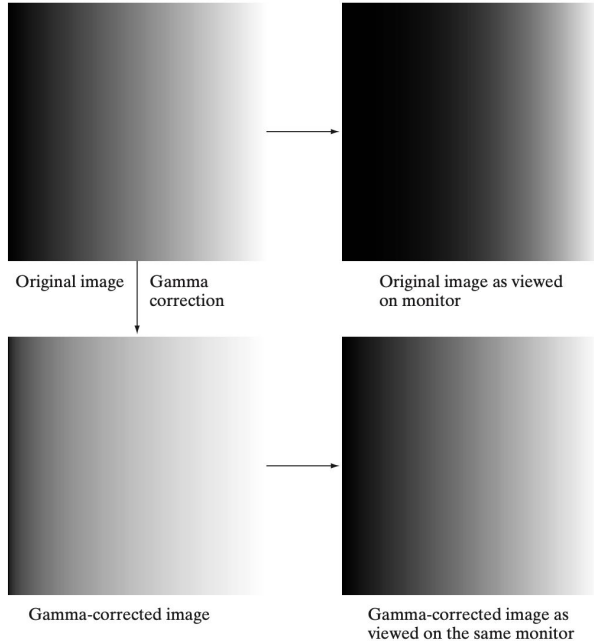 Original image
Gamma
correction
Original image as viewed
on monitor
Gamma-corrected image
Gamma-corrected image as
viewed on the same monitor